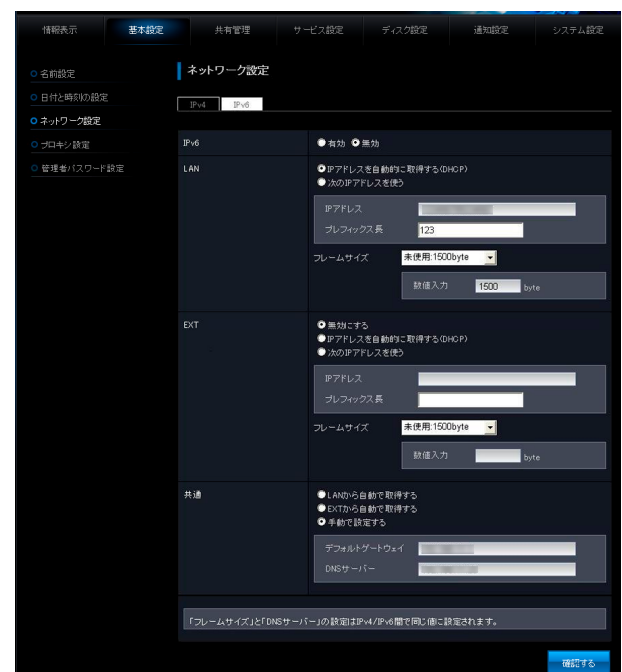 情報表示 基本設定 共有管理 サービス設定 ディスク設定 通知設定 システム設定
名前設定
日付と時刻の設定
ネットワーク設定
プロキシ設定
管理者パスワード設定
ネットワーク設定
IPv4 IPv6
IPv6 有効 無効
LAN IPアドレスを自動的に取得する(DHCP)
次のIPアドレスを使う
IPアドレス
プレフィックス長 123
フレームサイズ 未使用:1500byte
数値入力 1500 byte
EXT 無効にする
IPアドレスを自動的に取得する(DHCP)
次のIPアドレスを使う
IPアドレス
プレフィックス長
フレームサイズ 未使用:1500byte
数値入力 byte
共通 LANから自動で取得する
EXTから自動で取得する
手動で設定する
デフォルトゲートウェイ
DNSサーバー
「フレームサイズ」と「DNSサーバー」の設定はIPv4/IPv6間で同じ値に設定されます。
確認する